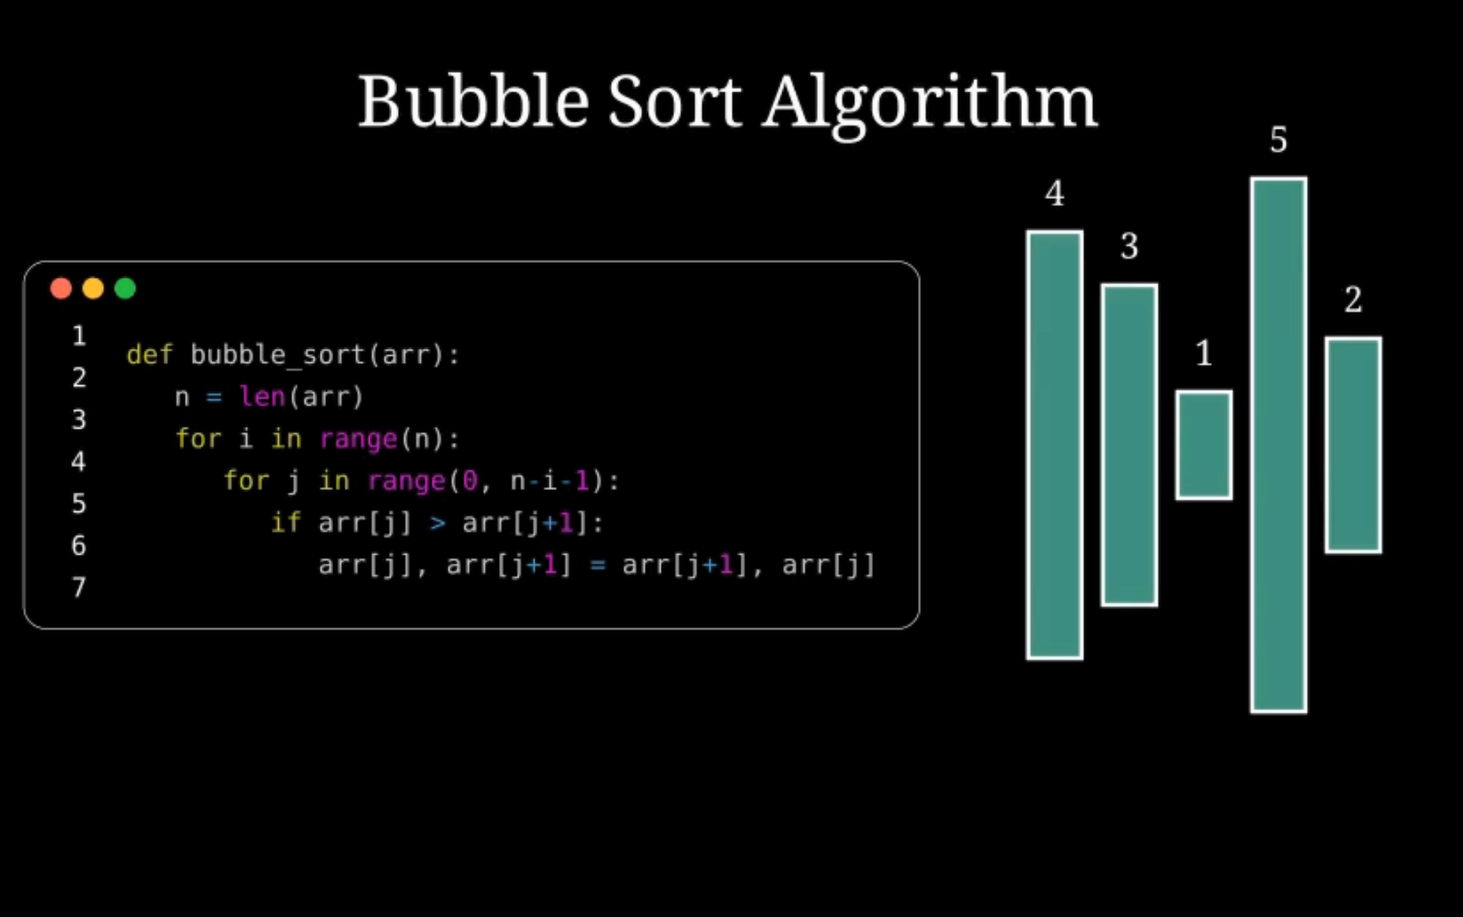 Bubble Sort Algorithm
1
def bubble_sort(arr):
2
   n = len(arr)
3
   for i in range(n):
4
      for j in range(0, n-i-1):
5
         if arr[j] > arr[j+1]:
6
            arr[j], arr[j+1] = arr[j+1], arr[j]
7
4
3
1
5
2